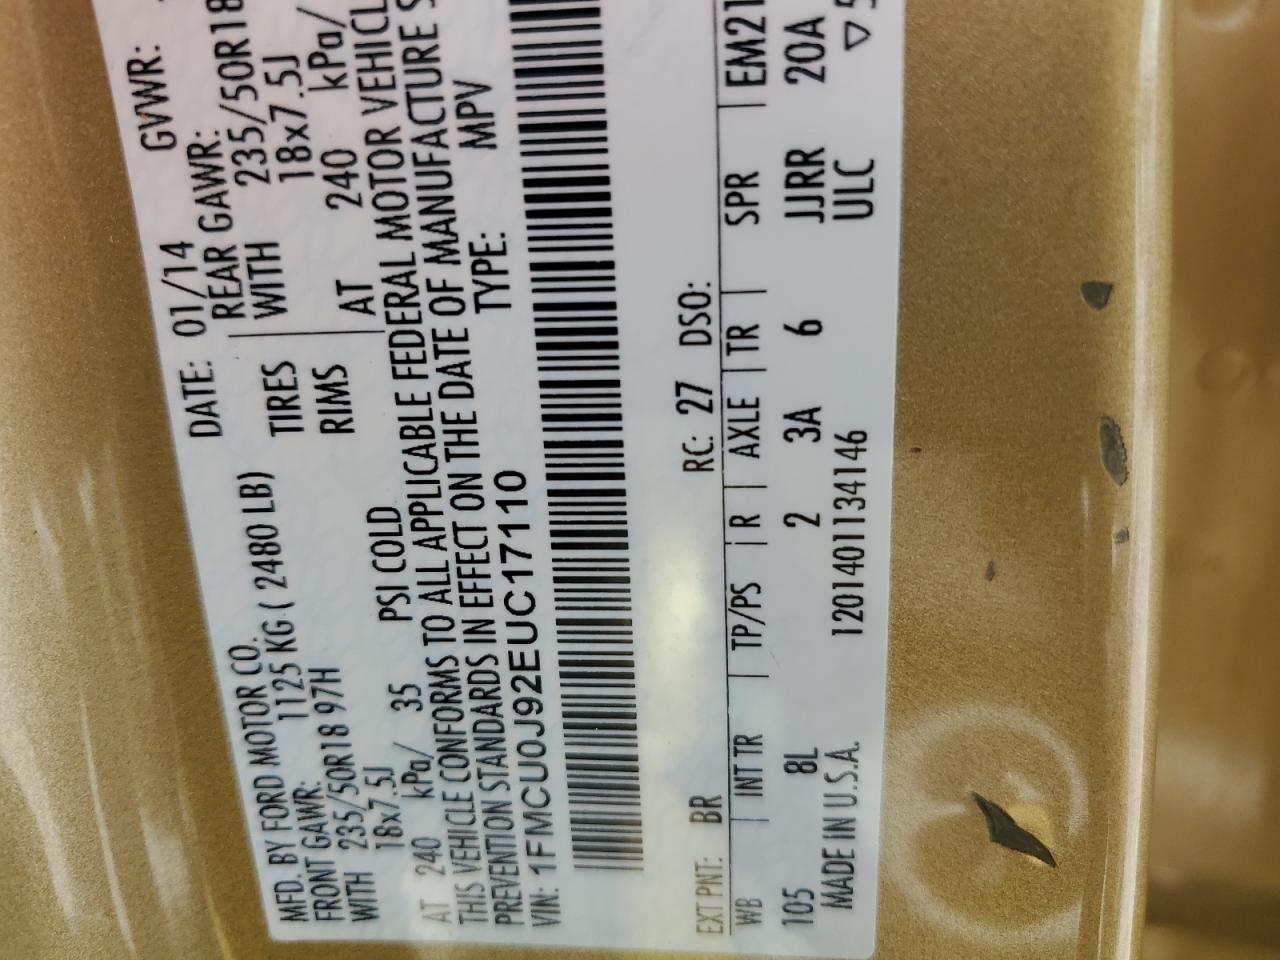 MFD. BY FORD MOTOR CO. DATE: 01/14 GVWR:
FRONT GAWR: 1125 KG ( 2480 LB) REAR GAWR:
WITH 235/50R18 97H TIRES WITH 235/50R18
18x7.5J RIMS 18x7.5J
AT 240 kPa/ 35 PSI COLD AT 240 kPa/
THIS VEHICLE CONFORMS TO ALL APPLICABLE FEDERAL MOTOR VEHICL
PREVENTION STANDARDS IN EFFECT ON THE DATE OF MANUFACTURE S
VIN: 1FMCU0J92EUC17110 TYPE: MPV
EXT PNT: BR RC: 27 DSO:
WB | INT TR | TP/PS | R | AXLE | TR | SPR | EM21
105 8L 2 3A 6 JJRR 20A
MADE IN U.S.A. 1201401134146 ULC ▽5